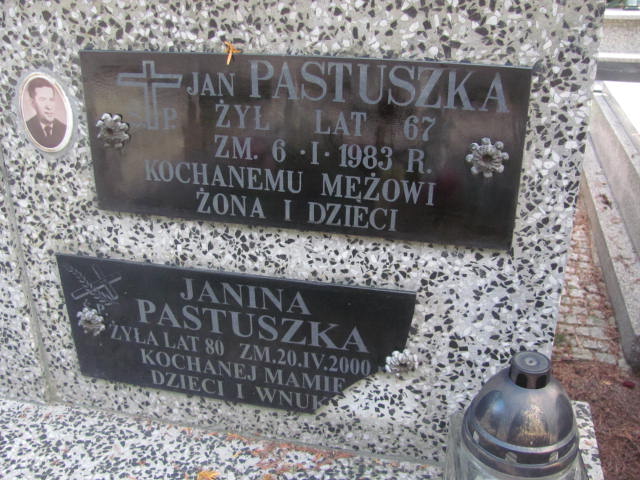 JAN PASTUSZKA
Ś.P. ŻYŁ LAT 67
ZM. 6·I·1983 R.
KOCHANEMU MĘŻOWI
ŻONA I DZIECI
JANINA
PASTUSZKA
ŻYŁA LAT 80 ZM.20.IV.2000
KOCHANEJ MAMIE
DZIECI I WNUK